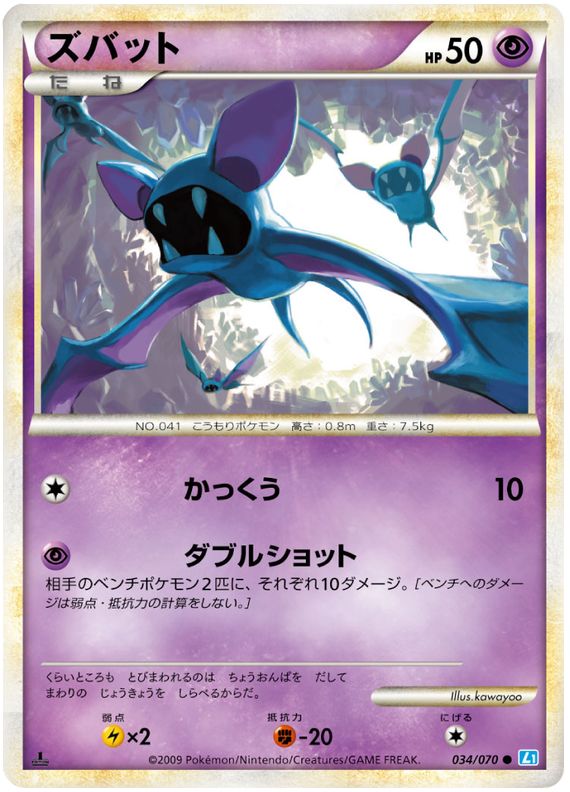 ズバット
HP50
たね
NO.041 こうもりポケモン 高さ：0.8m 重さ：7.5kg
かっくう 10
ダブルショット
相手のベンチポケモン2匹に、それぞれ10ダメージ。［ベンチへのダメー
ジは弱点・抵抗力の計算をしない。］
くらいところも とびまわれるのは ちょうおんぱを だして
まわりの じょうきょうを しらべるからだ。
Illus.kawayoo
弱点 抵抗力 にげる
×2 -20
1 EDITION
©2009 Pokémon/Nintendo/Creatures/GAME FREAK.
034/070 ● L1